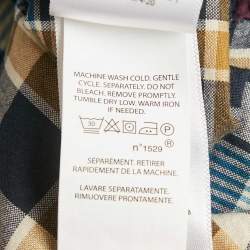 MACHINE WASH COLD. GENTLE
CYCLE. SEPARATELY. DO NOT
BLEACH. REMOVE PROMPTLY.
TUMBLE DRY LOW. WARM IRON
IF NEEDED.
30
n°1529
®
SÉPARÉMENT. RETIRER
RAPIDEMENT DE LA MACHINE.
LAVARE SEPARATAMENTE.
RIMUOVERE PRONTAMENTE.